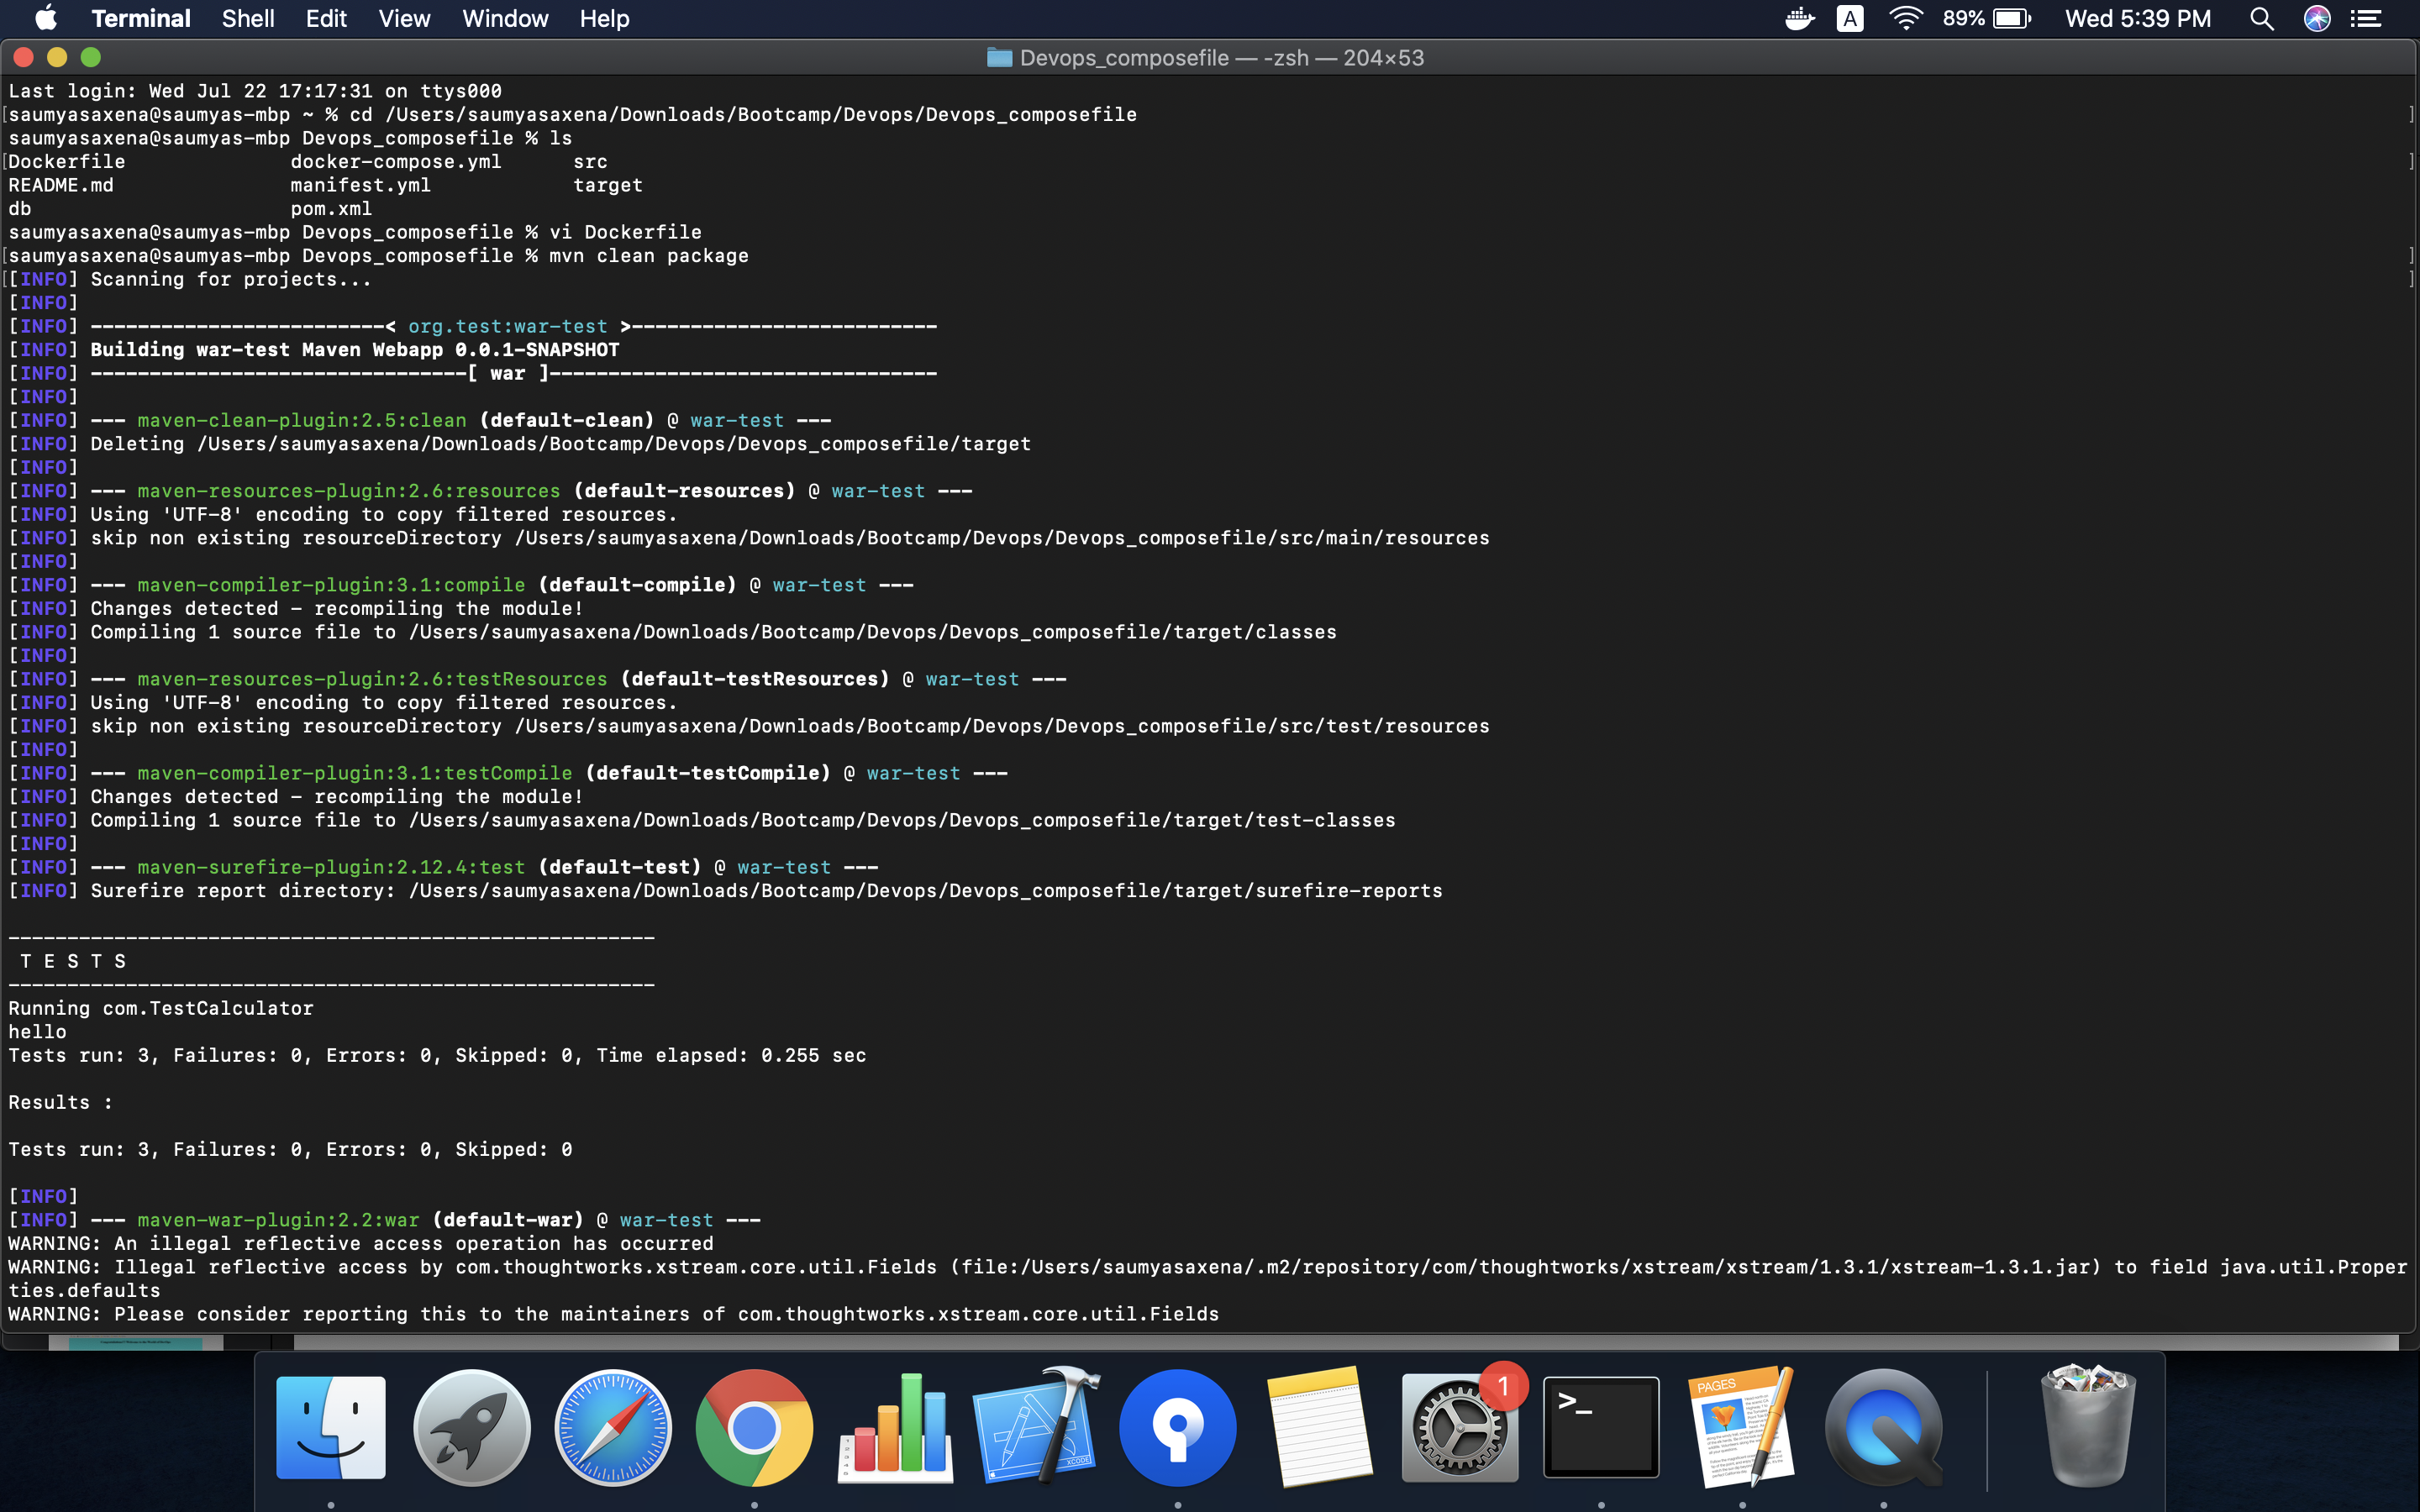 Terminal Shell Edit View Window Help A 89% Wed 5:39 PM
Devops_composefile — -zsh — 204×53
Last login: Wed Jul 22 17:17:31 on ttys000
[saumyasaxena@saumyas-mbp ~ % cd /Users/saumyasaxena/Downloads/Bootcamp/Devops/Devops_composefile ]
saumyasaxena@saumyas-mbp Devops_composefile % ls
[Dockerfile docker-compose.yml src ]
README.md manifest.yml target
db pom.xml
saumyasaxena@saumyas-mbp Devops_composefile % vi Dockerfile
[saumyasaxena@saumyas-mbp Devops_composefile % mvn clean package ]
[[INFO] Scanning for projects... ]
[INFO]
[INFO] -------------------------< org.test:war-test >--------------------------
[INFO] Building war-test Maven Webapp 0.0.1-SNAPSHOT
[INFO] --------------------------------[ war ]---------------------------------
[INFO]
[INFO] --- maven-clean-plugin:2.5:clean (default-clean) @ war-test ---
[INFO] Deleting /Users/saumyasaxena/Downloads/Bootcamp/Devops/Devops_composefile/target
[INFO]
[INFO] --- maven-resources-plugin:2.6:resources (default-resources) @ war-test ---
[INFO] Using 'UTF-8' encoding to copy filtered resources.
[INFO] skip non existing resourceDirectory /Users/saumyasaxena/Downloads/Bootcamp/Devops/Devops_composefile/src/main/resources
[INFO]
[INFO] --- maven-compiler-plugin:3.1:compile (default-compile) @ war-test ---
[INFO] Changes detected - recompiling the module!
[INFO] Compiling 1 source file to /Users/saumyasaxena/Downloads/Bootcamp/Devops/Devops_composefile/target/classes
[INFO]
[INFO] --- maven-resources-plugin:2.6:testResources (default-testResources) @ war-test ---
[INFO] Using 'UTF-8' encoding to copy filtered resources.
[INFO] skip non existing resourceDirectory /Users/saumyasaxena/Downloads/Bootcamp/Devops/Devops_composefile/src/test/resources
[INFO]
[INFO] --- maven-compiler-plugin:3.1:testCompile (default-testCompile) @ war-test ---
[INFO] Changes detected - recompiling the module!
[INFO] Compiling 1 source file to /Users/saumyasaxena/Downloads/Bootcamp/Devops/Devops_composefile/target/test-classes
[INFO]
[INFO] --- maven-surefire-plugin:2.12.4:test (default-test) @ war-test ---
[INFO] Surefire report directory: /Users/saumyasaxena/Downloads/Bootcamp/Devops/Devops_composefile/target/surefire-reports
-------------------------------------------------------
T E S T S
-------------------------------------------------------
Running com.TestCalculator
hello
Tests run: 3, Failures: 0, Errors: 0, Skipped: 0, Time elapsed: 0.255 sec
Results :
Tests run: 3, Failures: 0, Errors: 0, Skipped: 0
[INFO]
[INFO] --- maven-war-plugin:2.2:war (default-war) @ war-test ---
WARNING: An illegal reflective access operation has occurred
WARNING: Illegal reflective access by com.thoughtworks.xstream.core.util.Fields (file:/Users/saumyasaxena/.m2/repository/com/thoughtworks/xstream/xstream/1.3.1/xstream-1.3.1.jar) to field java.util.Proper
ties.defaults
WARNING: Please consider reporting this to the maintainers of com.thoughtworks.xstream.core.util.Fields
1
>_
PAGES
XCODE